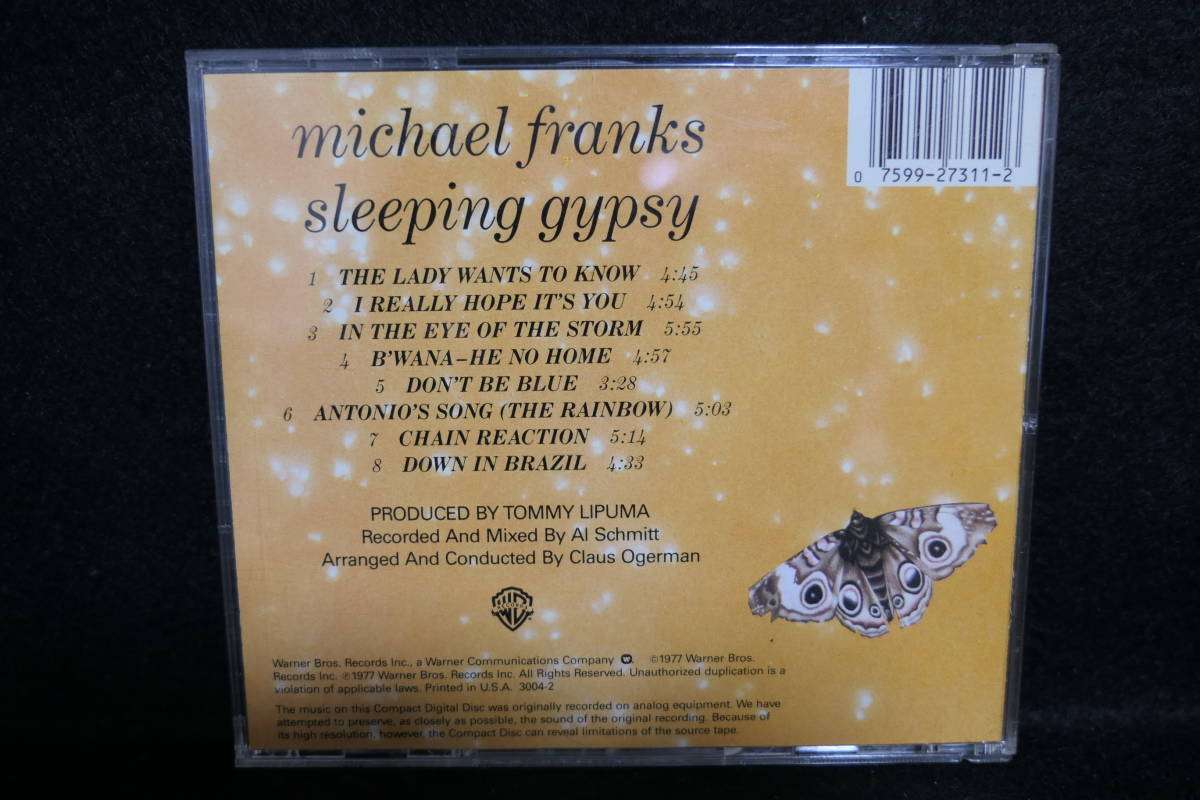 michael franks
sleeping gypsy
0 7599-27311-2
1 THE LADY WANTS TO KNOW 4:45
2 I REALLY HOPE IT'S YOU 4:54
3 IN THE EYE OF THE STORM 5:55
4 B'WANA–HE NO HOME 4:57
5 DON'T BE BLUE 3:28
6 ANTONIO'S SONG (THE RAINBOW) 5:03
7 CHAIN REACTION 5:14
8 DOWN IN BRAZIL 4:33
PRODUCED BY TOMMY LIPUMA
Recorded And Mixed By Al Schmitt
Arranged And Conducted By Claus Ogerman
WB
RECORDS
Warner Bros. Records Inc., a Warner Communications Company. ©1977 Warner Bros.
Records Inc. ℗1977 Warner Bros. Records Inc. All Rights Reserved. Unauthorized duplication is a
violation of applicable laws. Printed in U.S.A. 3004-2
The music on this Compact Digital Disc was originally recorded on analog equipment. We have
attempted to preserve, as closely as possible, the sound of the original recording. Because of
its high resolution, however, the Compact Disc can reveal limitations of the source tape.